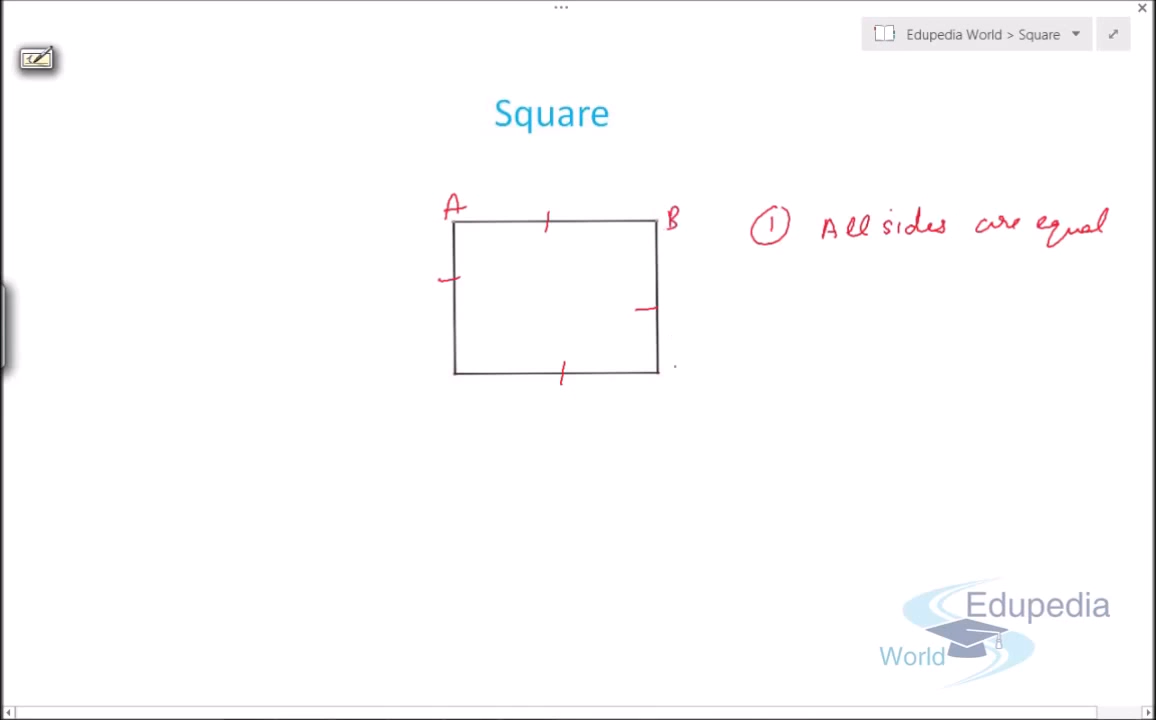 Edupedia World > Square
Square
A
B
① All sides are equal
Edupedia
World